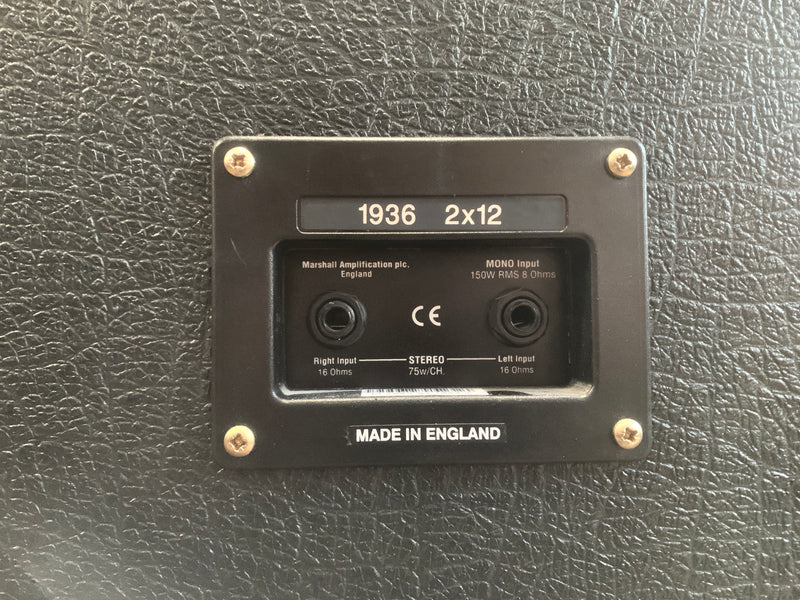 1936 2x12
Marshall Amplification plc.
England
MONO Input
150W RMS 8 Ohms
CE
Right Input
16 Ohms
STEREO
75w/CH.
Left Input
16 Ohms
MADE IN ENGLAND